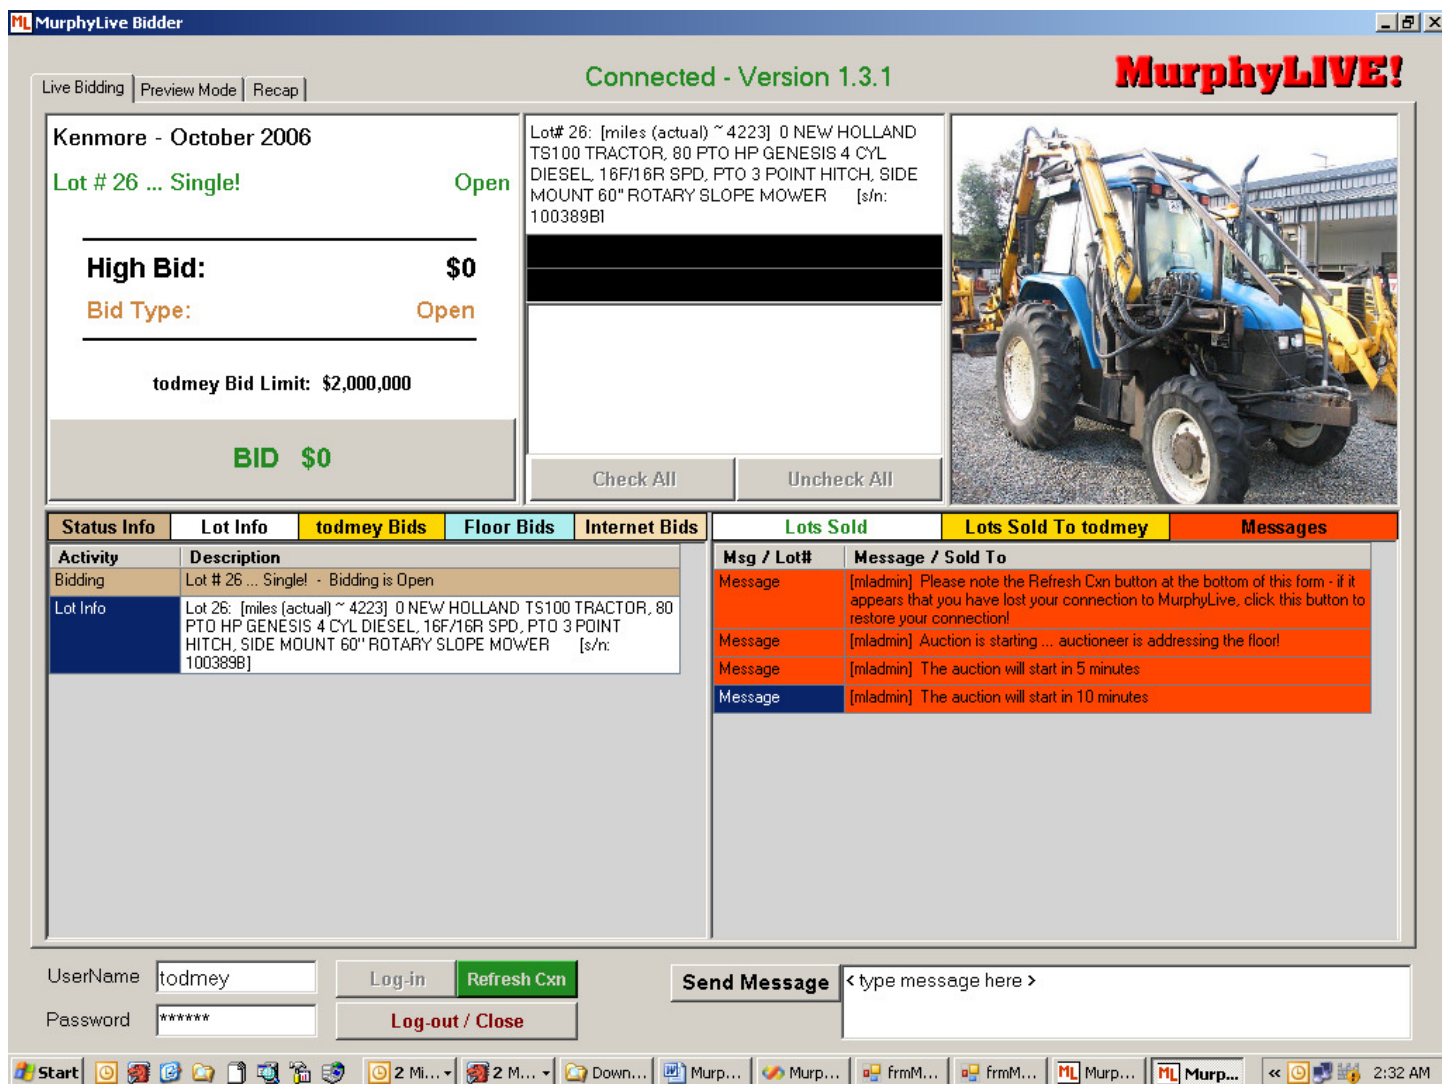 ML MurphyLive Bidder
Live Bidding Preview Mode Recap
Connected - Version 1.3.1
MurphyLIVE!
Kenmore - October 2006
Lot # 26 ... Single! Open
High Bid: $0
Bid Type: Open
todmey Bid Limit: $2,000,000
BID $0
Lot# 26: [miles (actual) ~ 4223] 0 NEW HOLLAND
TS100 TRACTOR, 80 PTO HP GENESIS 4 CYL
DIESEL, 16F/16R SPD, PTO 3 POINT HITCH, SIDE
MOUNT 60" ROTARY SLOPE MOWER [s/n:
100389B]
Check All Uncheck All
Status Info Lot Info todmey Bids Floor Bids Internet Bids
Activity Description
Bidding Lot # 26 ... Single! - Bidding is Open
Lot Info Lot 26: [miles (actual) ~ 4223] 0 NEW HOLLAND TS100 TRACTOR, 80
PTO HP GENESIS 4 CYL DIESEL, 16F/16R SPD, PTO 3 POINT
HITCH, SIDE MOUNT 60" ROTARY SLOPE MOWER [s/n:
100389B]
Lots Sold Lots Sold To todmey Messages
Msg / Lot# Message / Sold To
Message [mladmin] Please note the Refresh Cxn button at the bottom of this form - if it
appears that you have lost your connection to MurphyLive, click this button to
restore your connection!
Message [mladmin] Auction is starting ... auctioneer is addressing the floor!
Message [mladmin] The auction will start in 5 minutes
Message [mladmin] The auction will start in 10 minutes
UserName todmey Log-in Refresh Cxn
Password ****** Log-out / Close
Send Message < type message here >
Start 2 Mi... 2 M... Down... Murp... Murp... frmM... frmM... ML Murp... ML Murp... « 2:32 AM